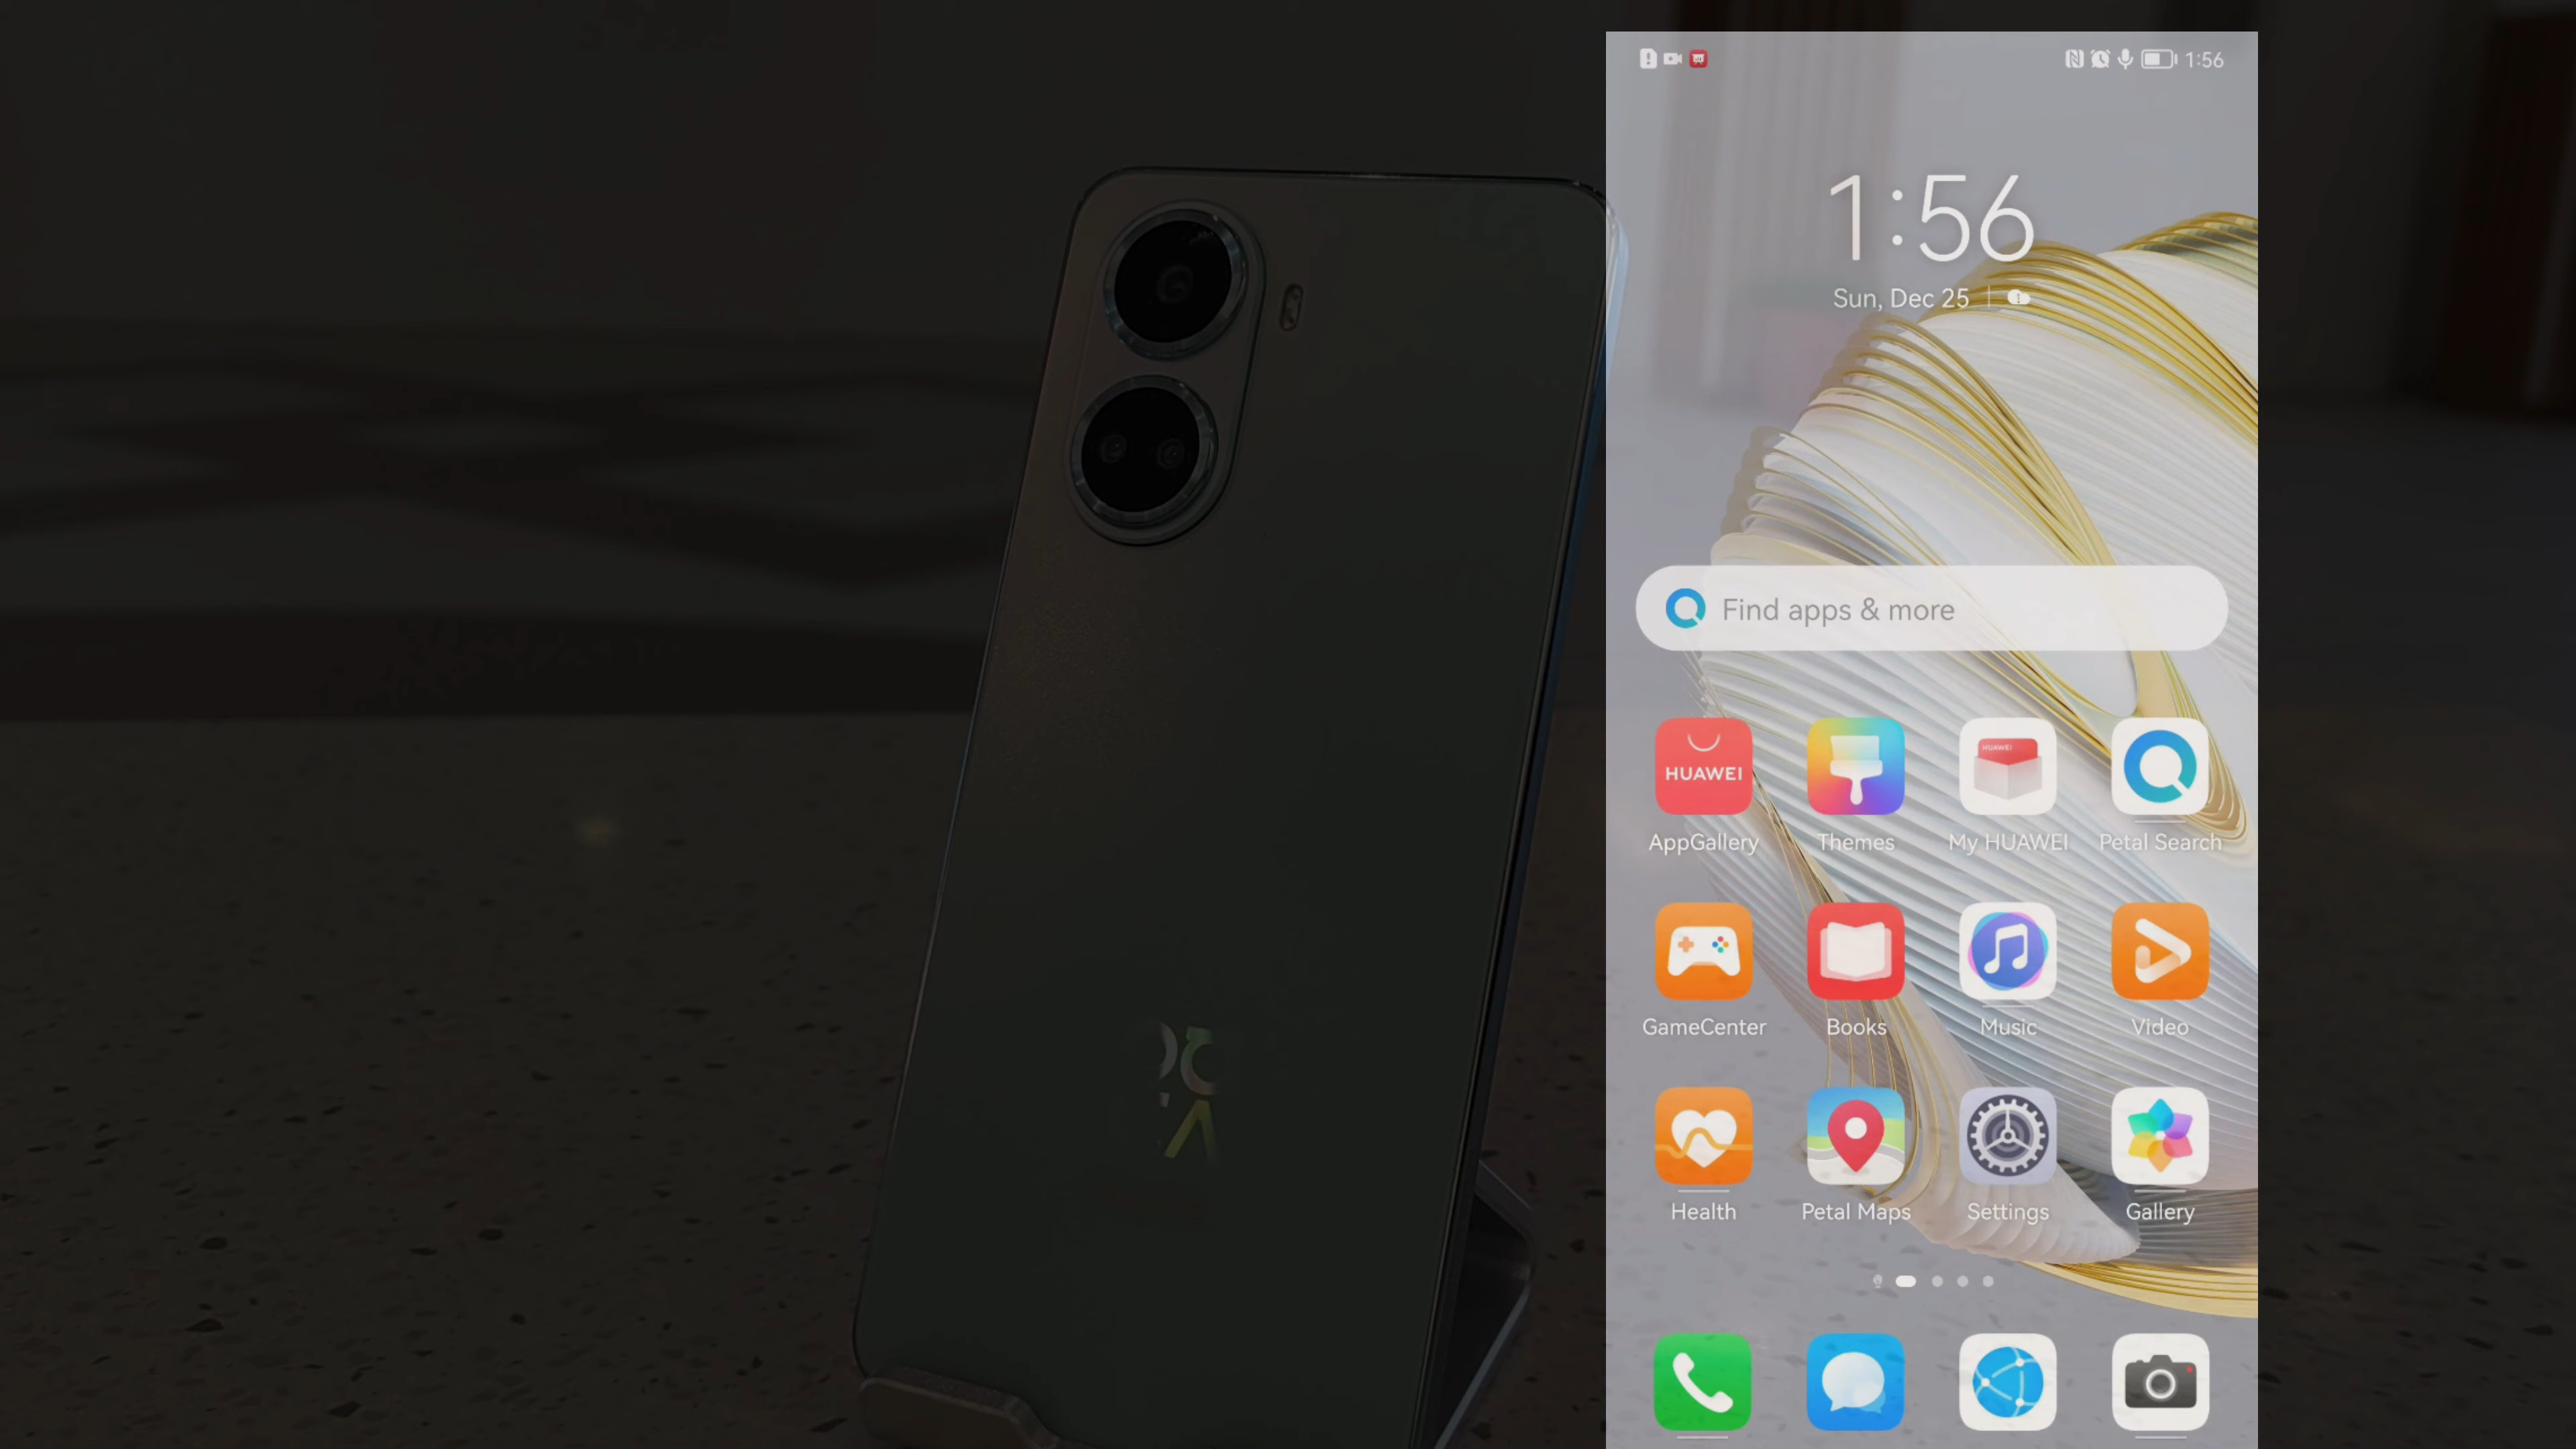 1:56
1:56
Sun, Dec 25
Find apps & more
HUAWEI
HUAWEI
AppGallery
Themes
My HUAWEI
Petal Search
GameCenter
Books
Music
Video
Health
Petal Maps
Settings
Gallery